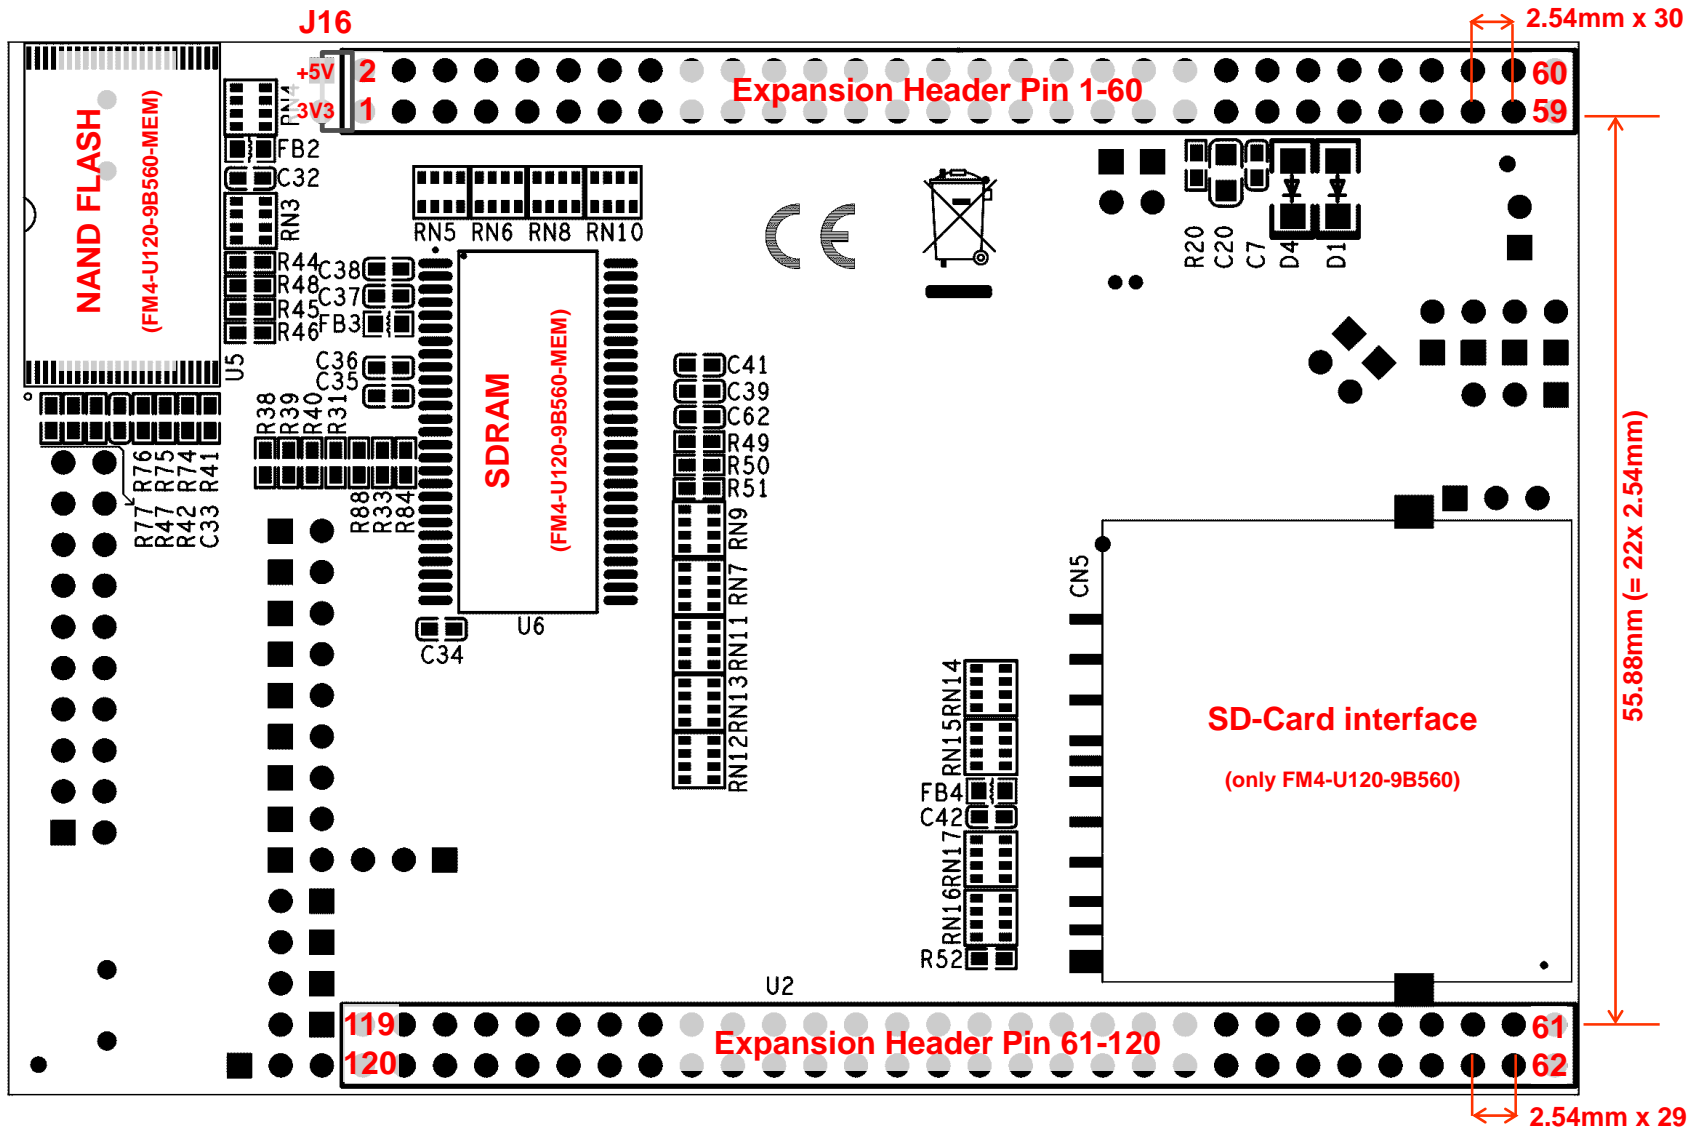 J16
2.54mm x 30
+5V
2
3V3
1
Expansion Header Pin 1-60
60
59
NAND FLASH
(FM4-U120-9B560-MEM)
RN4
FB2
C32
RN3
R44
R48
R45
R46
U5
RN5
RN6
RN8
RN10
CE
R20
C20
C7
D4
D1
C38
C37
FB3
C36
C35
SDRAM
(FM4-U120-9B560-MEM)
U6
C34
R38
R39
R40
R31
R88
R33
R84
R76
R75
R74
R41
R77
R47
R42
C33
C41
C39
C62
R49
R50
R51
RN9
RN7
RN11
RN13
RN12
55.88mm (= 22x 2.54mm)
CN5
SD-Card interface
(only FM4-U120-9B560)
RN14
RN15
FB4
C42
RN17
RN16
R52
U2
119
120
Expansion Header Pin 61-120
61
62
2.54mm x 29